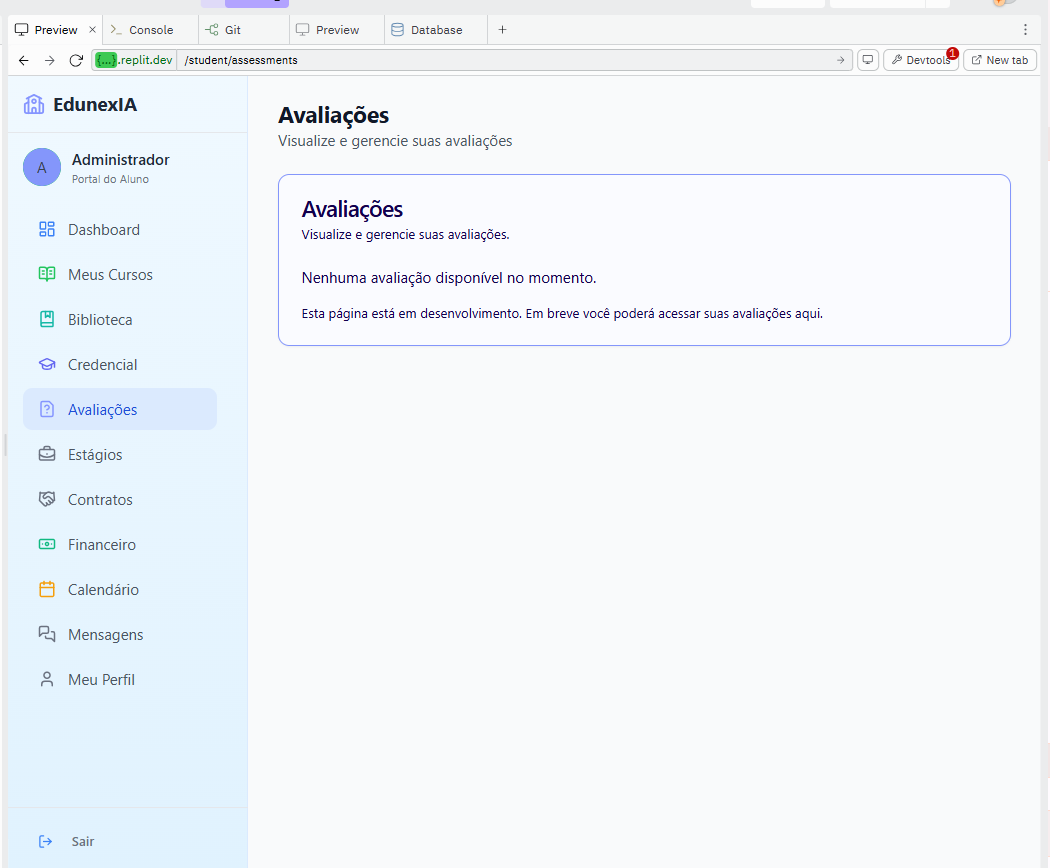 Preview
Console
Git
Preview
Database
{...}.replit.dev /student/assessments
Devtools 1
New tab
EdunexIA
A
Administrador
Portal do Aluno
Dashboard
Meus Cursos
Biblioteca
Credencial
Avaliações
Estágios
Contratos
Financeiro
Calendário
Mensagens
Meu Perfil
Sair
Avaliações
Visualize e gerencie suas avaliações
Avaliações
Visualize e gerencie suas avaliações.
Nenhuma avaliação disponível no momento.
Esta página está em desenvolvimento. Em breve você poderá acessar suas avaliações aqui.